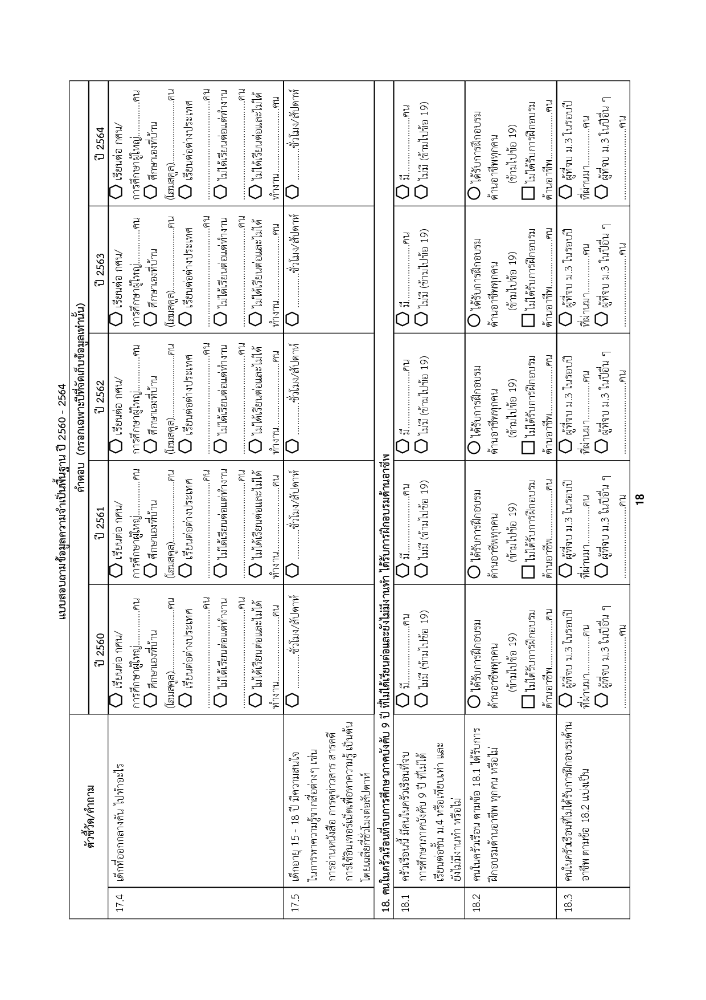 แบบสอบถามข้อมูลความจำเป็นพื้นฐาน ปี 2560 - 2564
ตัวชี้วัด/คำถาม
คำตอบ (กรอกเฉพาะปีที่จัดเก็บข้อมูลเท่านั้น)
ปี 2560 ปี 2561 ปี 2562 ปี 2563 ปี 2564
17.4 เด็กที่ออกกลางคัน ไปทำอะไร
เรียนต่อ กศน/ เรียนต่อ กศน/ เรียนต่อ กศน/ เรียนต่อ กศน/ เรียนต่อ กศน/
การศึกษาผู้ใหญ่...........คน การศึกษาผู้ใหญ่...........คน การศึกษาผู้ใหญ่...........คน การศึกษาผู้ใหญ่...........คน การศึกษาผู้ใหญ่...........คน
ศึกษาเองที่บ้าน ศึกษาเองที่บ้าน ศึกษาเองที่บ้าน ศึกษาเองที่บ้าน ศึกษาเองที่บ้าน
(โฮมสคูล)......................คน (โฮมสคูล)......................คน (โฮมสคูล)......................คน (โฮมสคูล)......................คน (โฮมสคูล)......................คน
เรียนต่อต่างประเทศ เรียนต่อต่างประเทศ เรียนต่อต่างประเทศ เรียนต่อต่างประเทศ เรียนต่อต่างประเทศ
....................................คน ....................................คน ....................................คน ....................................คน ....................................คน
ไม่ได้เรียนต่อแต่ทำงาน ไม่ได้เรียนต่อแต่ทำงาน ไม่ได้เรียนต่อแต่ทำงาน ไม่ได้เรียนต่อแต่ทำงาน ไม่ได้เรียนต่อแต่ทำงาน
....................................คน ....................................คน ....................................คน ....................................คน ....................................คน
ไม่ได้เรียนต่อและไม่ได้ ไม่ได้เรียนต่อและไม่ได้ ไม่ได้เรียนต่อและไม่ได้ ไม่ได้เรียนต่อและไม่ได้ ไม่ได้เรียนต่อและไม่ได้
ทำงาน.........................คน ทำงาน.........................คน ทำงาน.........................คน ทำงาน.........................คน ทำงาน.........................คน
17.5 เด็กอายุ 15 - 18 ปี มีความสนใจ
ในการหาความรู้จากสื่อต่างๆ เช่น
การอ่านหนังสือ การดูข่าวสาร สารคดี
การใช้อินเทอร์เน็ตเพื่อหาความรู้ เป็นต้น
โดยเฉลี่ยกี่ชั่วโมงต่อสัปดาห์
............ชั่วโมง/สัปดาห์ ............ชั่วโมง/สัปดาห์ ............ชั่วโมง/สัปดาห์ ............ชั่วโมง/สัปดาห์ ............ชั่วโมง/สัปดาห์
18. คนในครัวเรือนที่จบการศึกษาภาคบังคับ 9 ปี ที่ไม่ได้เรียนต่อและยังไม่มีงานทำ ได้รับการฝึกอบรมด้านอาชีพ
18.1 ครัวเรือนนี้ มีคนในครัวเรือนที่จบ
การศึกษาภาคบังคับ 9 ปี ที่ไม่ได้
เรียนต่อชั้น ม.4 หรือเทียบเท่า และ
ยังไม่มีงานทำ หรือไม่
มี.......................คน มี.......................คน มี.......................คน มี.......................คน มี.......................คน
ไม่มี (ข้ามไปข้อ 19) ไม่มี (ข้ามไปข้อ 19) ไม่มี (ข้ามไปข้อ 19) ไม่มี (ข้ามไปข้อ 19) ไม่มี (ข้ามไปข้อ 19)
18.2 คนในครัวเรือน ตามข้อ 18.1 ได้รับการ
ฝึกอบรมด้านอาชีพ ทุกคน หรือไม่
ได้รับการฝึกอบรม ได้รับการฝึกอบรม ได้รับการฝึกอบรม ได้รับการฝึกอบรม ได้รับการฝึกอบรม
ด้านอาชีพทุกคน ด้านอาชีพทุกคน ด้านอาชีพทุกคน ด้านอาชีพทุกคน ด้านอาชีพทุกคน
(ข้ามไปข้อ 19) (ข้ามไปข้อ 19) (ข้ามไปข้อ 19) (ข้ามไปข้อ 19) (ข้ามไปข้อ 19)
ไม่ได้รับการฝึกอบรม ไม่ได้รับการฝึกอบรม ไม่ได้รับการฝึกอบรม ไม่ได้รับการฝึกอบรม ไม่ได้รับการฝึกอบรม
ด้านอาชีพ..................คน ด้านอาชีพ..................คน ด้านอาชีพ..................คน ด้านอาชีพ..................คน ด้านอาชีพ..................คน
18.3 คนในครัวเรือนที่ไม่ได้รับการฝึกอบรมด้าน
อาชีพ ตามข้อ 18.2 แบ่งเป็น
ผู้ที่จบ ม.3 ในรอบปี ผู้ที่จบ ม.3 ในรอบปี ผู้ที่จบ ม.3 ในรอบปี ผู้ที่จบ ม.3 ในรอบปี ผู้ที่จบ ม.3 ในรอบปี
ที่ผ่านมา..............คน ที่ผ่านมา..............คน ที่ผ่านมา..............คน ที่ผ่านมา..............คน ที่ผ่านมา..............คน
ผู้ที่จบ ม.3 ในปีอื่น ๆ ผู้ที่จบ ม.3 ในปีอื่น ๆ ผู้ที่จบ ม.3 ในปีอื่น ๆ ผู้ที่จบ ม.3 ในปีอื่น ๆ ผู้ที่จบ ม.3 ในปีอื่น ๆ
............................คน ............................คน ............................คน ............................คน ............................คน
18